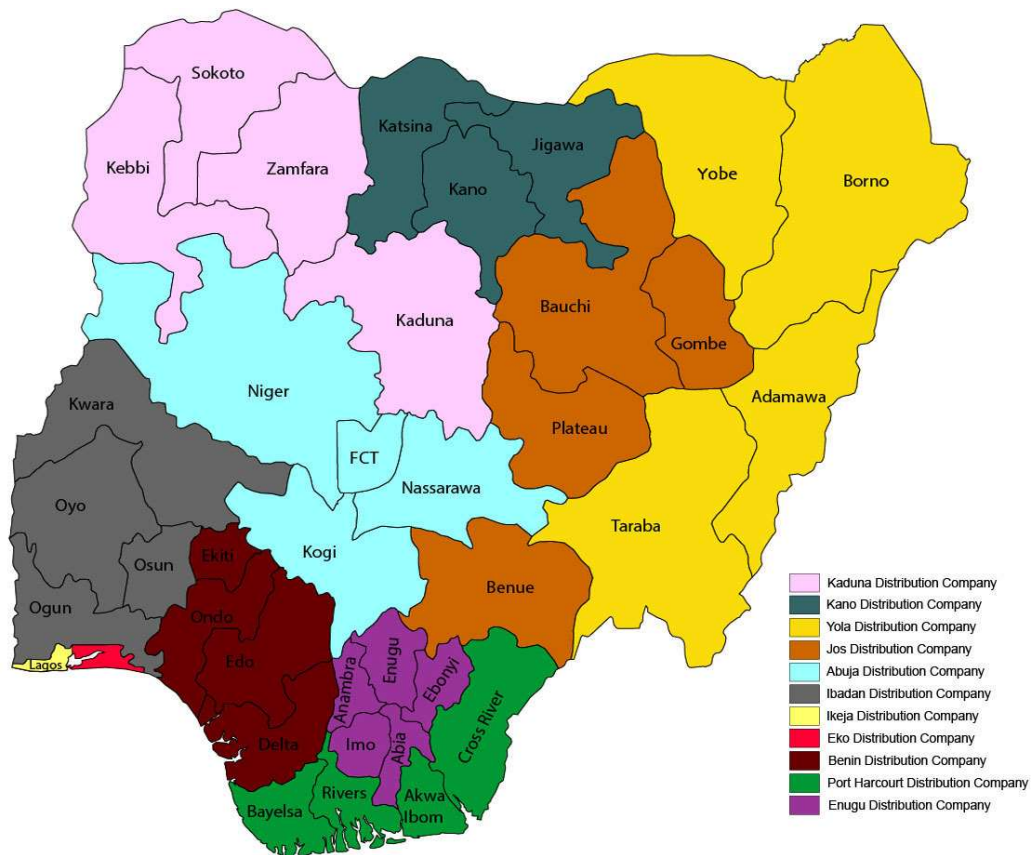 Sokoto
Katsina
Jigawa
Kebbi
Zamfara
Kano
Yobe
Borno
Kaduna
Bauchi
Gombe
Niger
Adamawa
Kwara
Plateau
FCT
Nassarawa
Oyo
Taraba
Kogi
Osun
Ekiti
Benue
Ogun
Ondo
Lagos
Edo
Enugu
Anambra
Ebonyi
Cross River
Delta
Imo
Abia
Bayelsa
Rivers
Akwa
Ibom
Kaduna Distribution Company
Kano Distribution Company
Yola Distribution Company
Jos Distribution Company
Abuja Distribution Company
Ibadan Distribution Company
Ikeja Distribution Company
Eko Distribution Company
Benin Distribution Company
Port Harcourt Distribution Company
Enugu Distribution Company